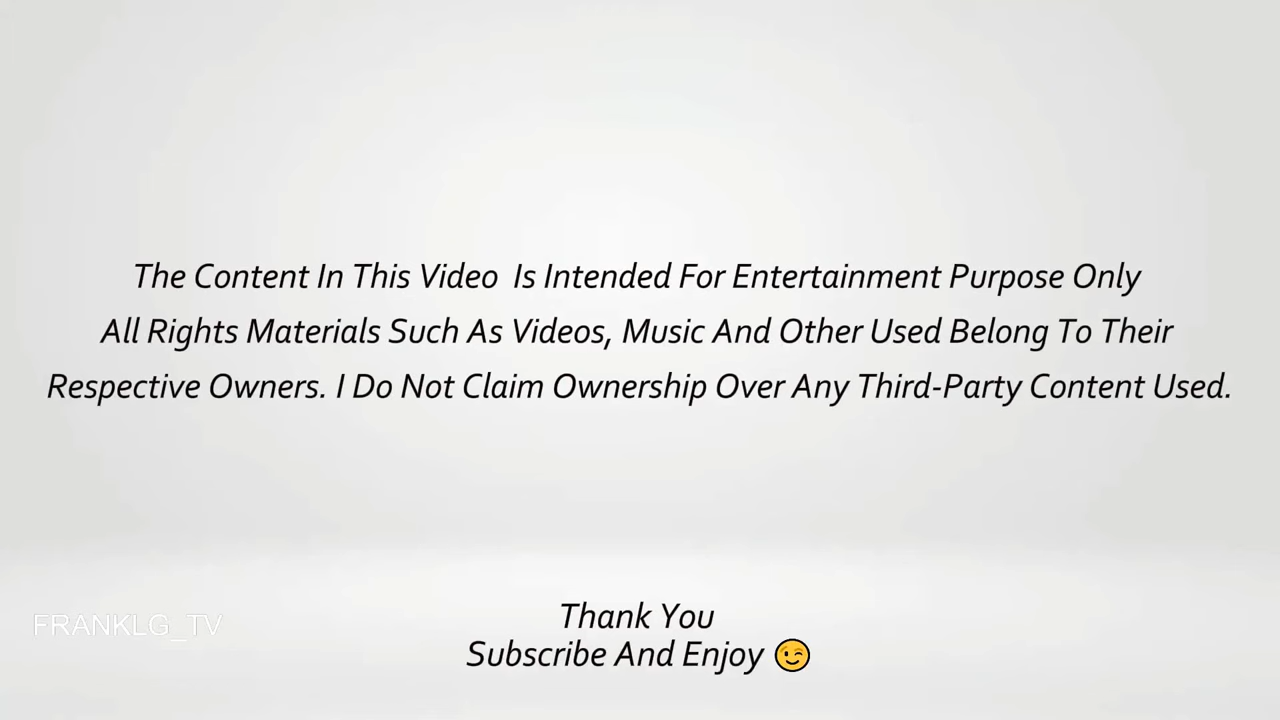 The Content In This Video Is Intended For Entertainment Purpose Only
All Rights Materials Such As Videos, Music And Other Used Belong To Their
Respective Owners. I Do Not Claim Ownership Over Any Third-Party Content Used.
FRANKLG_TV
Thank You
Subscribe And Enjoy 😉